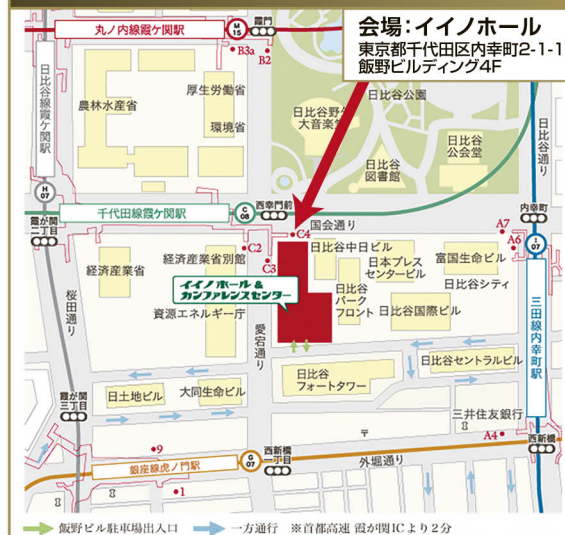 会場：イイノホール
東京都千代田区内幸町2-1-1
飯野ビルディング4F
丸ノ内線霞ケ関駅
M
15
霞門
B3a
B2
日比谷線霞ケ関駅
H
07
農林水産省
厚生労働省
環境省
日比谷公園
日比谷野外
大音楽堂
日比谷
図書館
日比谷
公会堂
日比谷通り
千代田線霞ケ関駅
C
08
西幸門前
国会通り
内幸町
霞が関
二丁目
C2
C3
C4
A7
A6
I
07
経済産業省
経済産業省別館
日比谷中日ビル
日本プレス
センタービル
富国生命ビル
日比谷シティ
イイノホール &
カンファレンスセンター
資源エネルギー庁
日比谷
パーク
フロント
日比谷国際ビル
桜田通り
愛宕通り
三田線内幸町駅
日比谷セントラルビル
日比谷
フォートタワー
霞が関
三丁目
日土地ビル
大同生命ビル
三井住友銀行
〒
A4
9
銀座線虎ノ門駅
G
07
西新橋
一丁目
外堀通り
西新橋
1
飯野ビル駐車場出入口
一方通行
※首都高速 霞が関ICより2分